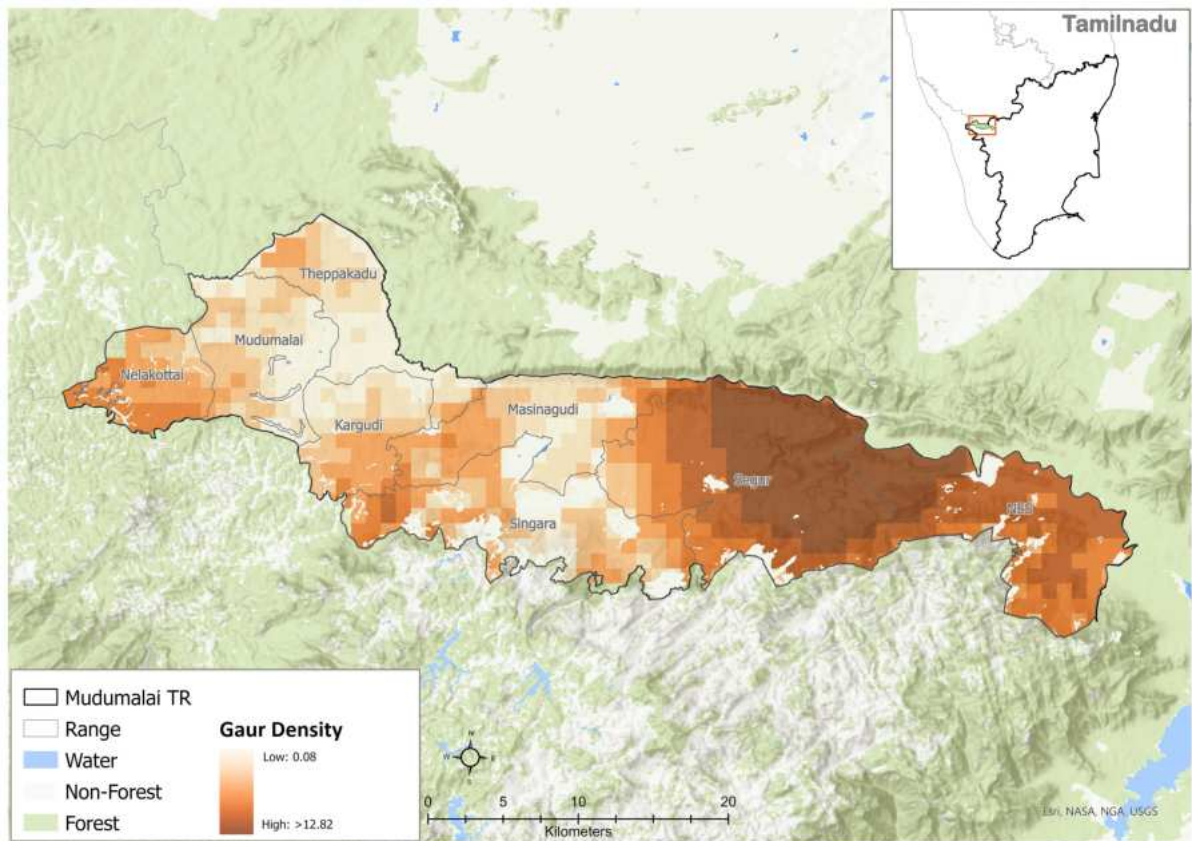 Tamilnadu
Theppakadu
Mudumalai
Nelakottai
Masinagudi
Kargudi
Segur
NEB
Singara
Mudumalai TR
Range
Water
Non-Forest
Forest
Gaur Density
Low: 0.08
High: >12.82
N
W E
S
0 5 10 20
Kilometers
Esri, NASA, NGA, USGS